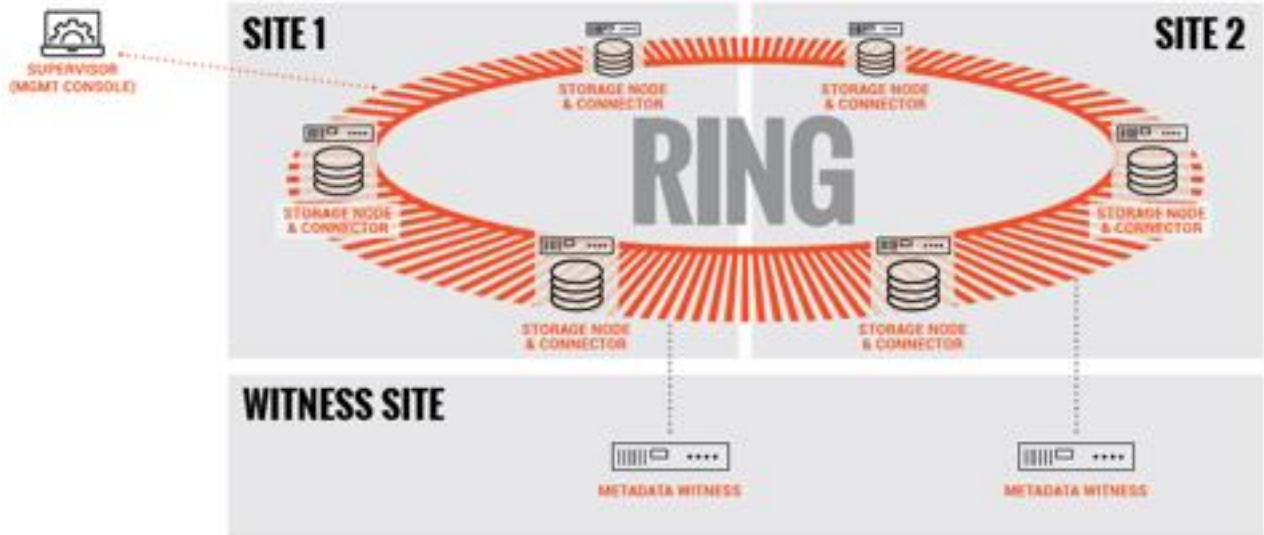 SITE 1
SITE 2
SUPERVISOR
(MGMT CONSOLE)
STORAGE NODE
& CONNECTOR
STORAGE NODE
& CONNECTOR
RING
STORAGE NODE
& CONNECTOR
STORAGE NODE
& CONNECTOR
STORAGE NODE
& CONNECTOR
STORAGE NODE
& CONNECTOR
WITNESS SITE
METADATA WITNESS
METADATA WITNESS